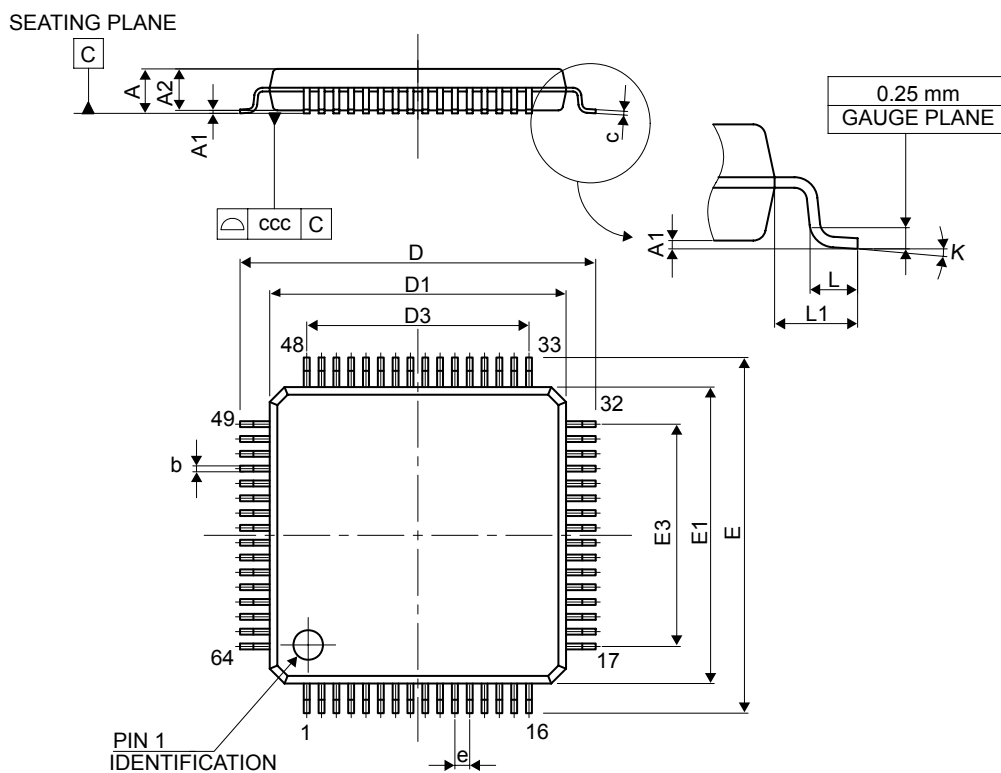 SEATING PLANE
C
A
A2
A1
c
0.25 mm
GAUGE PLANE
ccc C
A1
K
L
L1
D
D1
D3
48
33
49
32
b
E3
E1
E
64
17
1
16
PIN 1
IDENTIFICATION
e